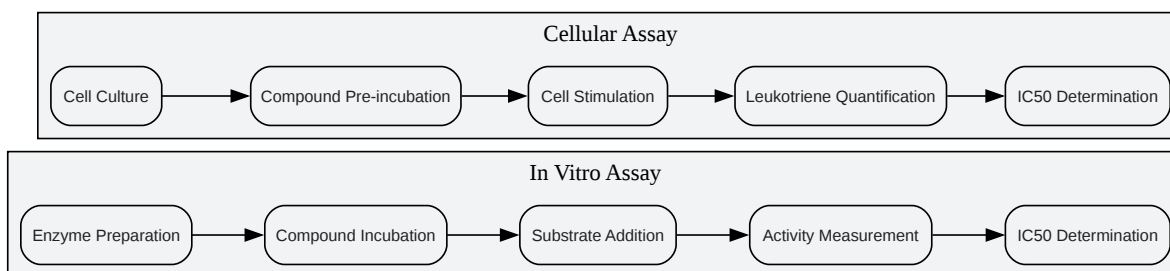 Cellular Assay
Cell Culture
Compound Pre-incubation
Cell Stimulation
Leukotriene Quantification
IC50 Determination
In Vitro Assay
Enzyme Preparation
Compound Incubation
Substrate Addition
Activity Measurement
IC50 Determination